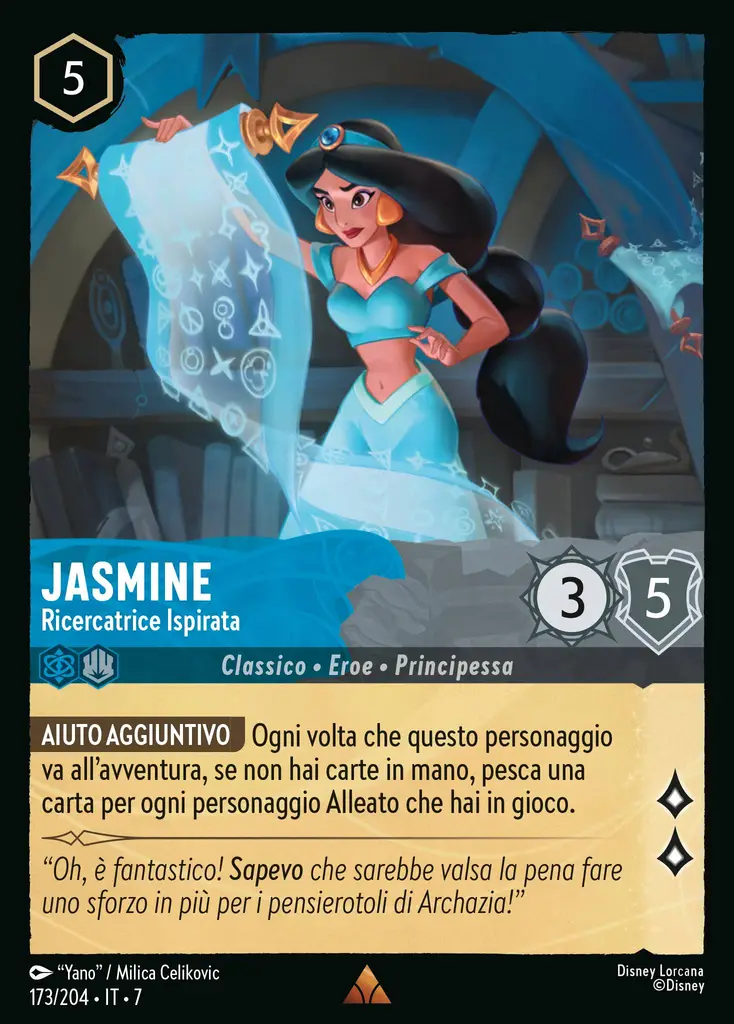 5
JASMINE
Ricercatrice Ispirata
3
5
Classico • Eroe • Principessa
AIUTO AGGIUNTIVO Ogni volta che questo personaggio
va all’avventura, se non hai carte in mano, pesca una
carta per ogni personaggio Alleato che hai in gioco.
“Oh, è fantastico! Sapevo che sarebbe valsa la pena fare
uno sforzo in più per i pensierotoli di Archazia!”
“Yano” / Milica Celikovic
173/204 • IT • 7
Disney Lorcana
©Disney